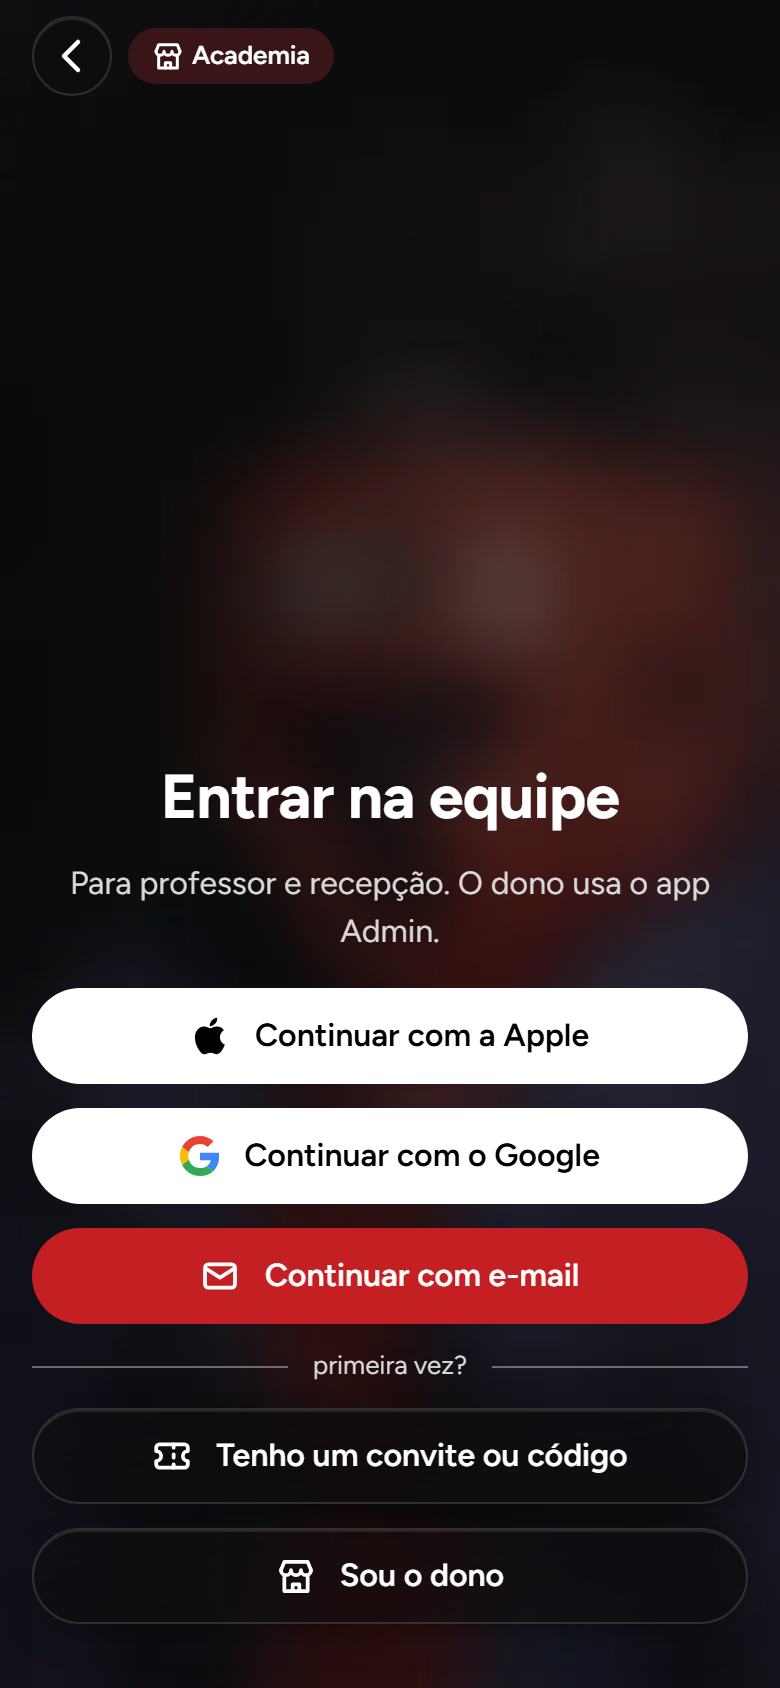 Academia
Entrar na equipe
Para professor e recepção. O dono usa o app
Admin.
Continuar com a Apple
Continuar com o Google
Continuar com e-mail
primeira vez?
Tenho um convite ou código
Sou o dono